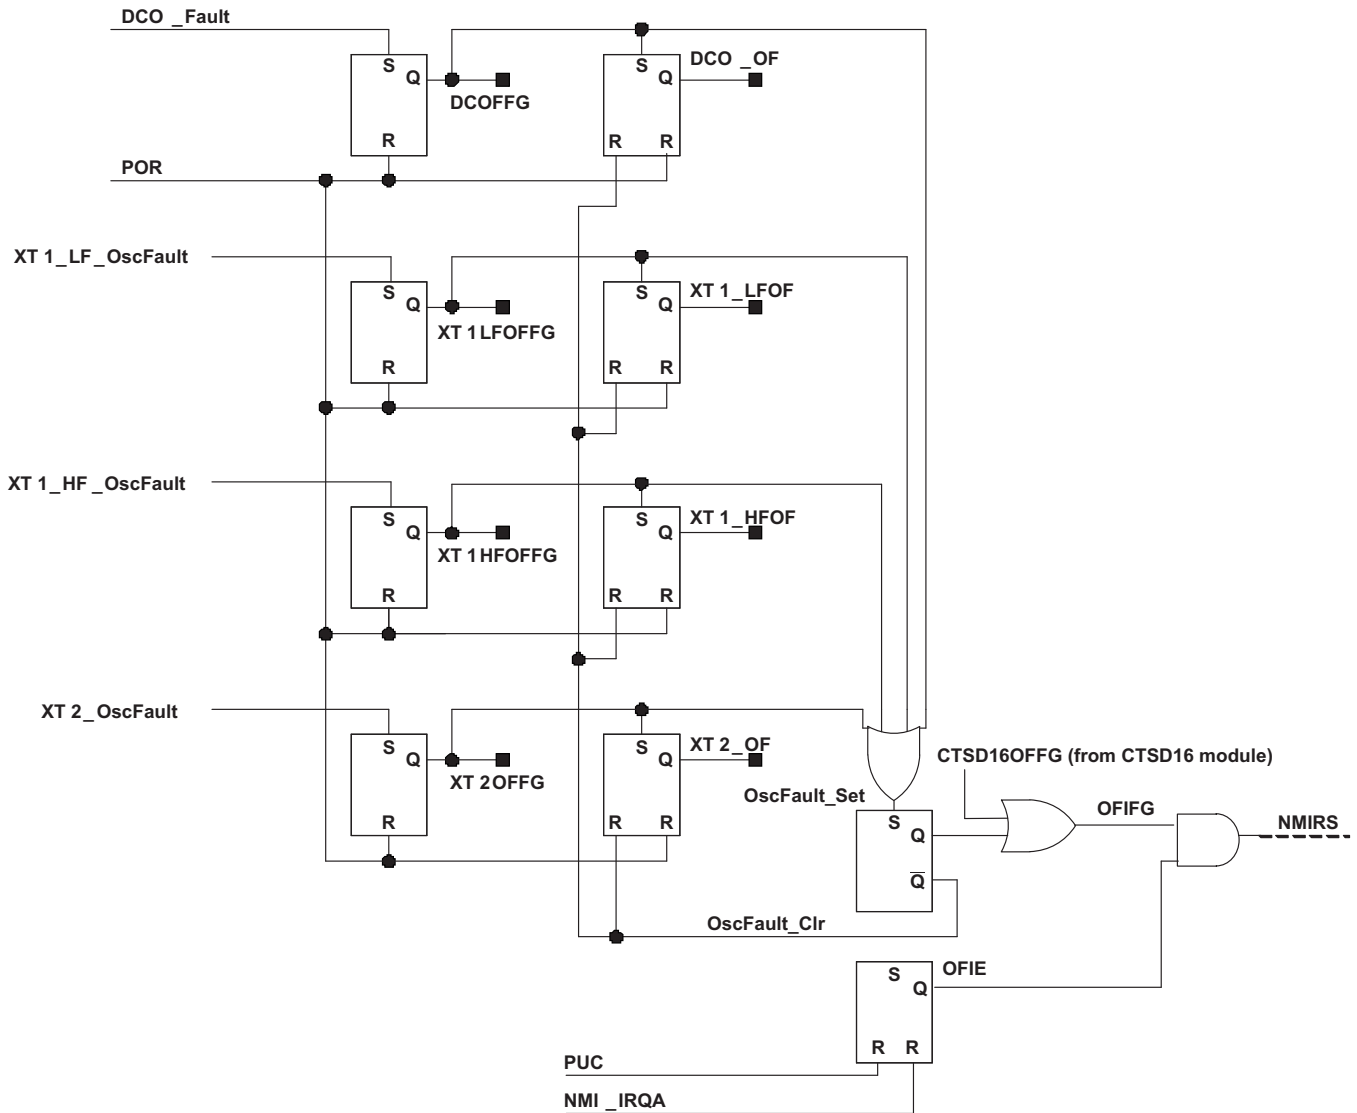 DCO _Fault
S
Q
R
DCOFFG
S
Q
R R
DCO _OF
POR
XT 1_LF _OscFault
S
Q
R
XT 1LFOFFG
S
Q
R R
XT 1_LFOF
XT 1_HF _OscFault
S
Q
R
XT 1HFOFFG
S
Q
R R
XT 1_HFOF
XT 2_OscFault
S
Q
R
XT 2OFFG
S
Q
R R
XT 2_OF
CTSD16OFFG (from CTSD16 module)
OscFault_Set
S
Q
Q̅
OFIFG
NMIRS
OscFault_Clr
S
Q
R R
OFIE
PUC
NMI _IRQA